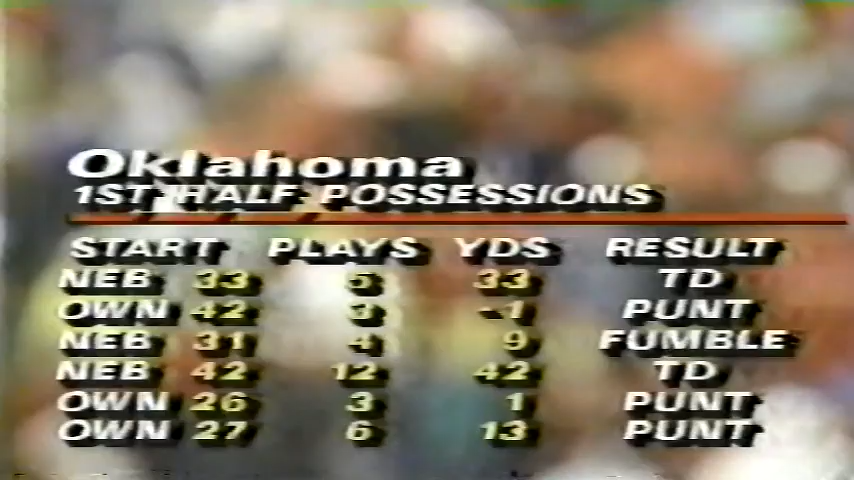 Oklahoma
1ST HALF POSSESSIONS
START PLAYS YDS RESULT
NEB 33 5 33 TD
OWN 42 3 -1 PUNT
NEB 31 4 9 FUMBLE
NEB 42 12 42 TD
OWN 26 3 1 PUNT
OWN 27 6 13 PUNT